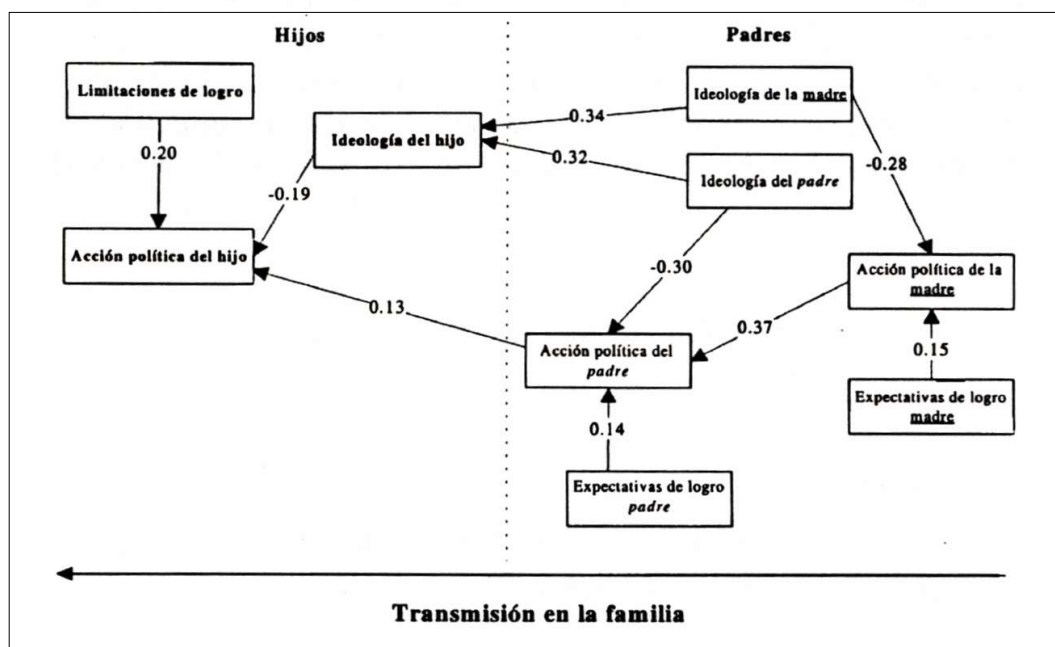 Hijos
Padres
Limitaciones de logro
Ideología de la madre
0.34
0.20
Ideología del hijo
0.32
-0.28
Ideología del padre
-0.19
Acción política del hijo
-0.30
Acción política de la
madre
0.13
0.37
Acción política del
padre
0.15
0.14
Expectativas de logro
madre
Expectativas de logro
padre
Transmisión en la familia